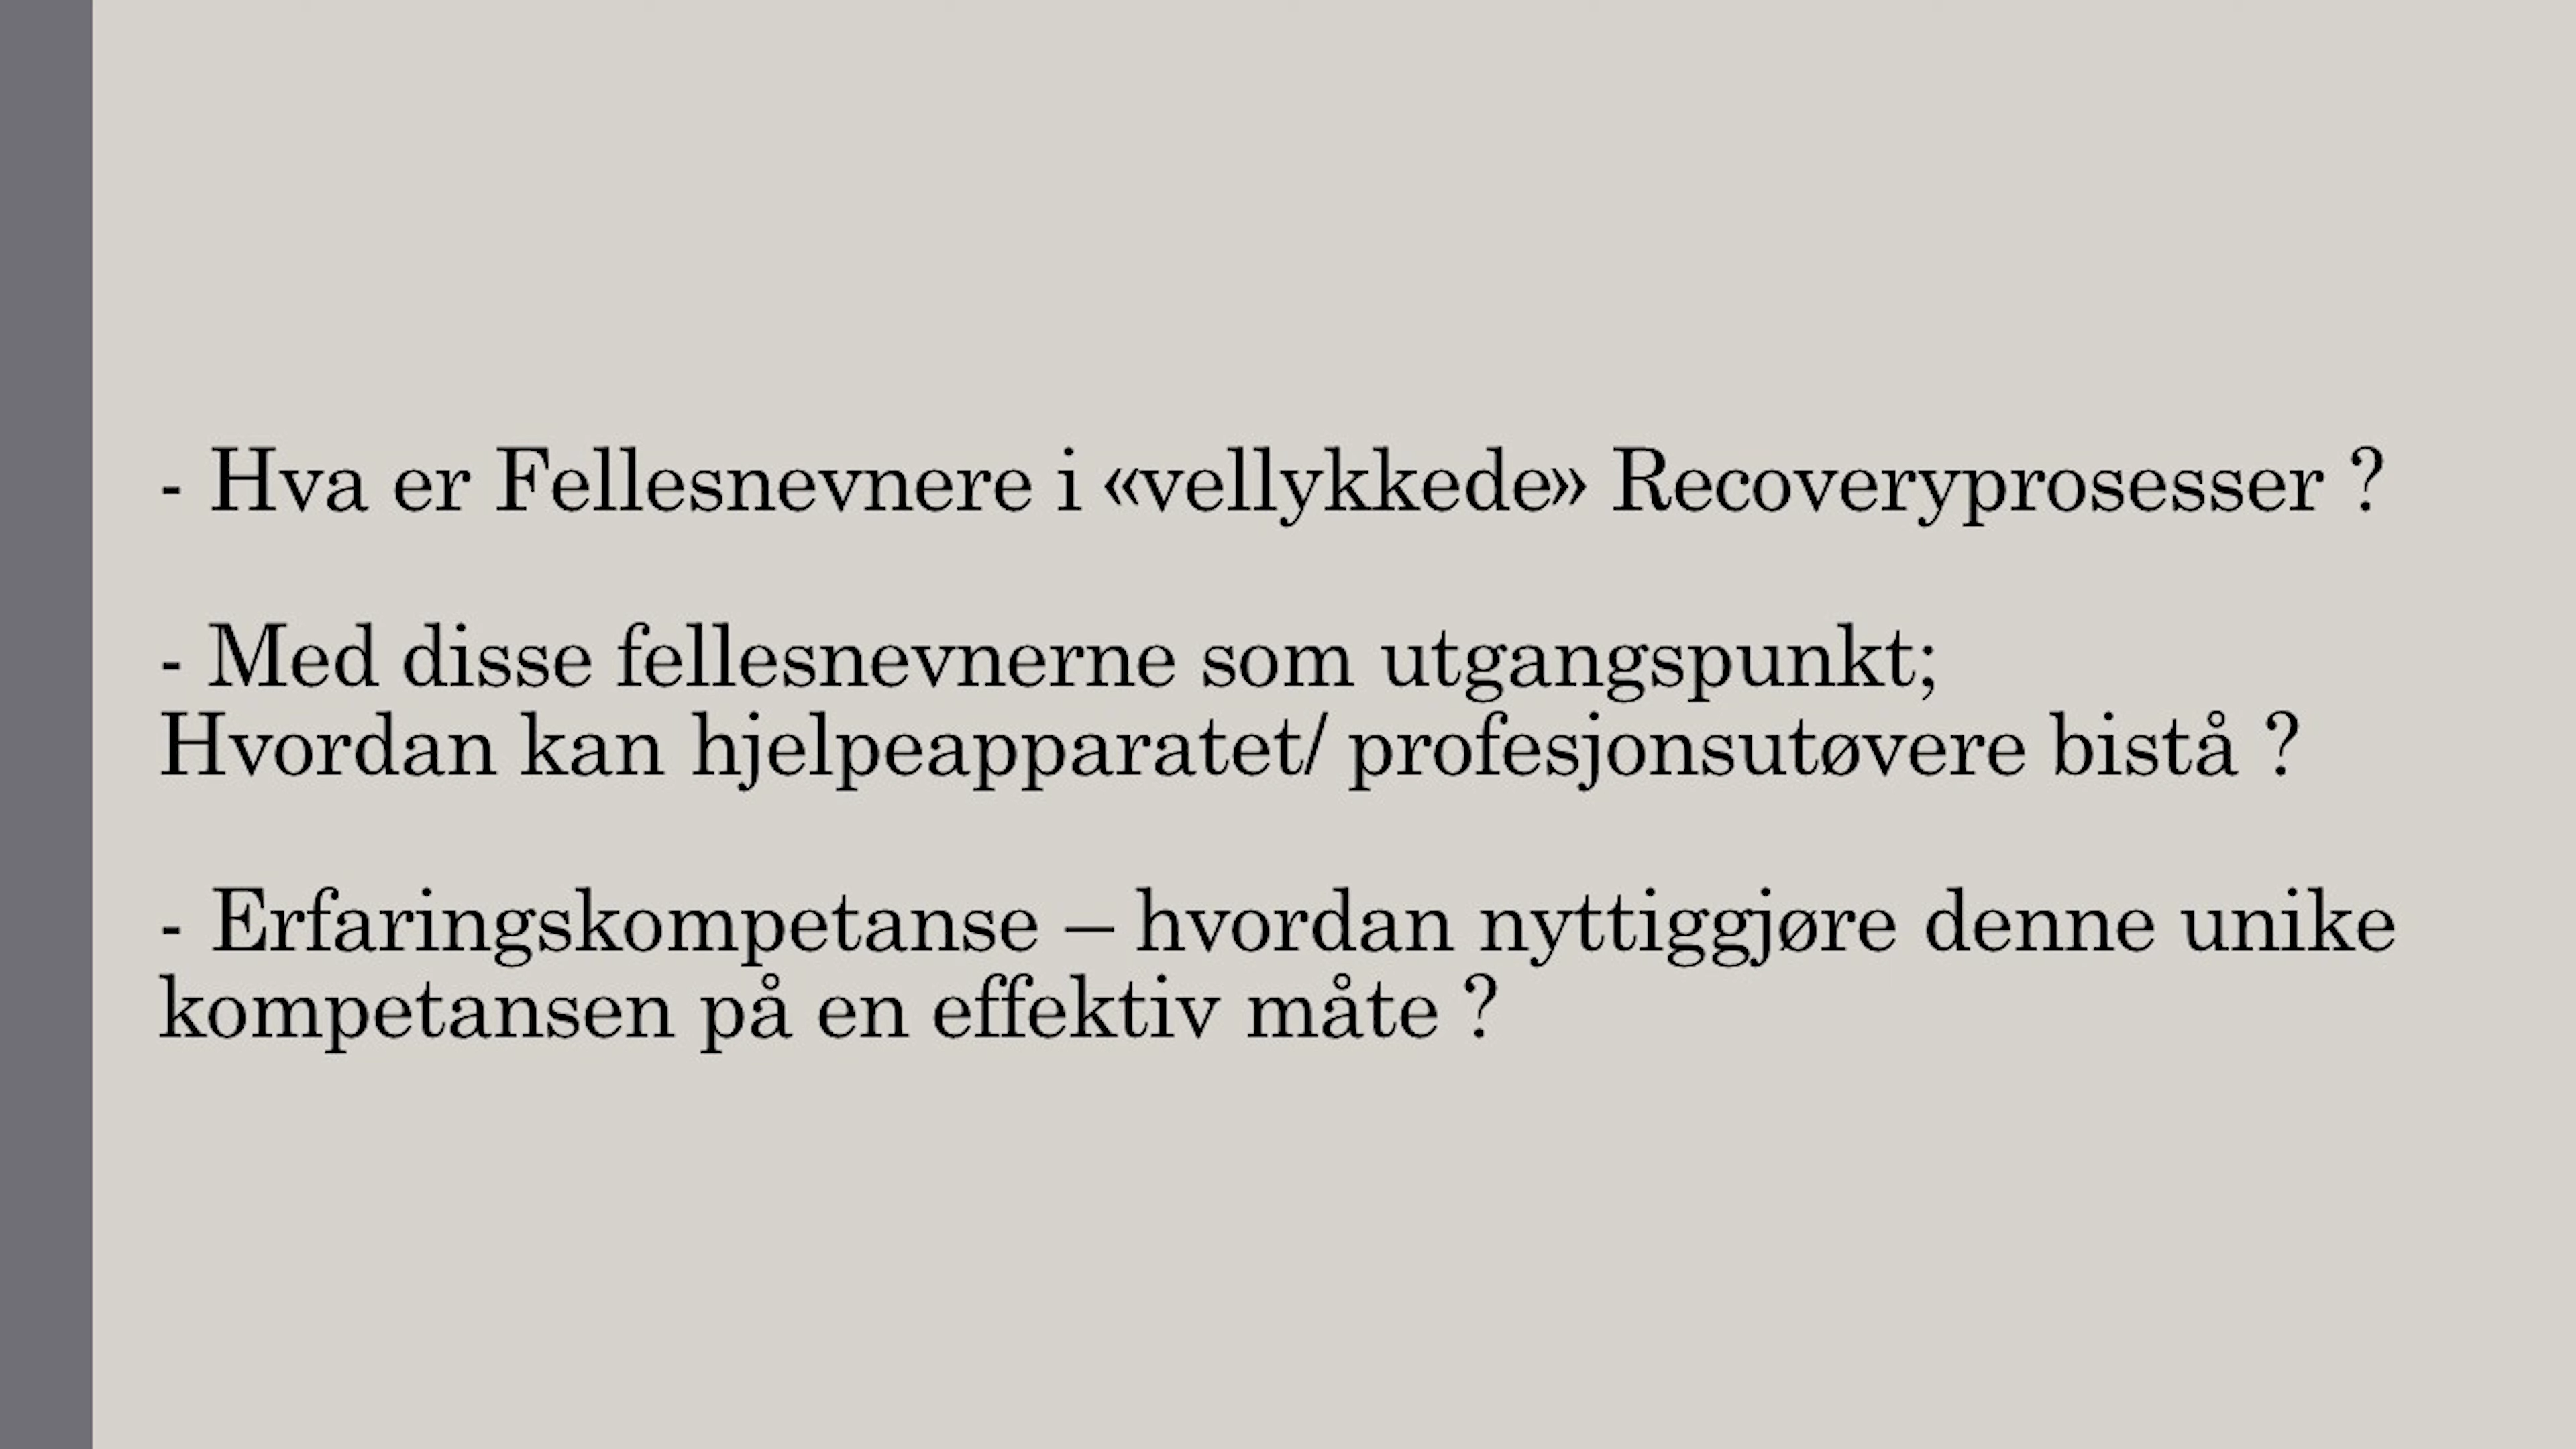 - Hva er Fellesnevnere i «vellykkede» Recoveryprosesser ?
- Med disse fellesnevnerne som utgangspunkt;
Hvordan kan hjelpeapparatet/ profesjonsutøvere bistå ?
- Erfaringskompetanse – hvordan nyttiggjøre denne unike
kompetansen på en effektiv måte ?